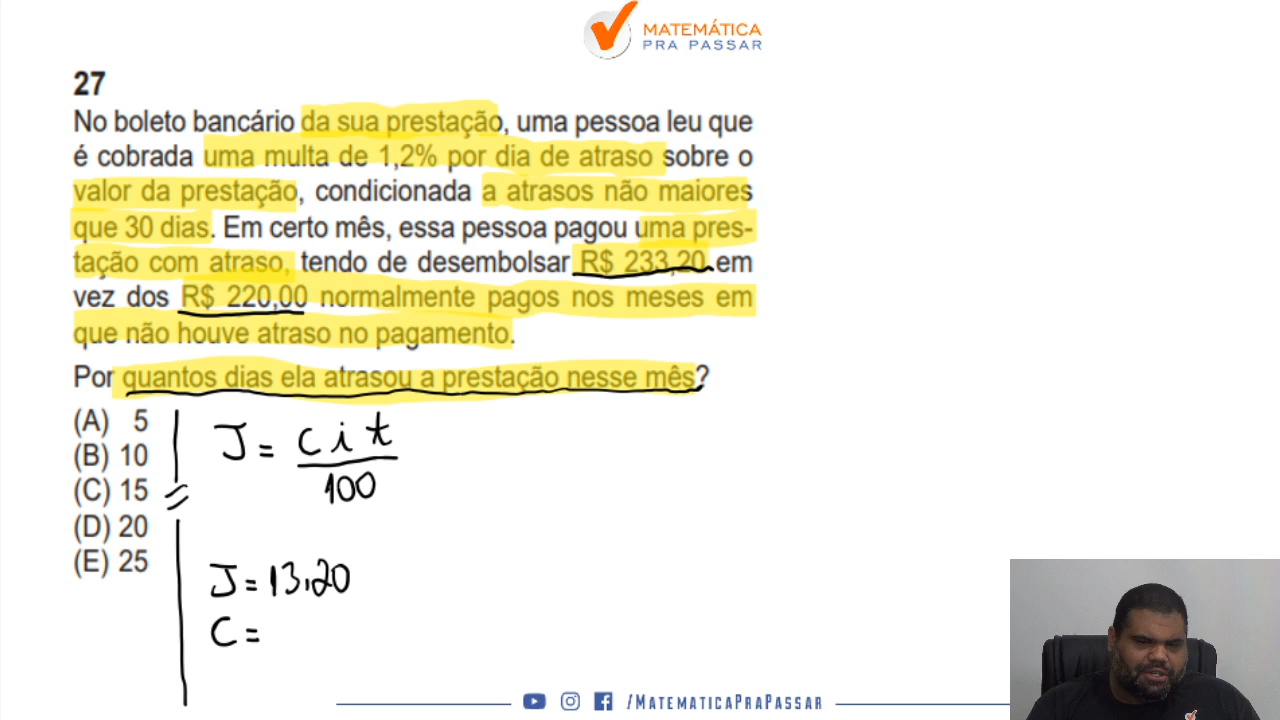 MATEMÁTICA
PRA PASSAR
27
No boleto bancário da sua prestação, uma pessoa leu que
é cobrada uma multa de 1,2% por dia de atraso sobre o
valor da prestação, condicionada a atrasos não maiores
que 30 dias. Em certo mês, essa pessoa pagou uma pres-
tação com atraso, tendo de desembolsar R$ 233,20 em
vez dos R$ 220,00 normalmente pagos nos meses em
que não houve atraso no pagamento.
Por quantos dias ela atrasou a prestação nesse mês?
(A) 5
(B) 10
(C) 15
(D) 20
(E) 25
J = c i t
100
J = 13,20
C =
/MATEMATICAPRAPASSAR